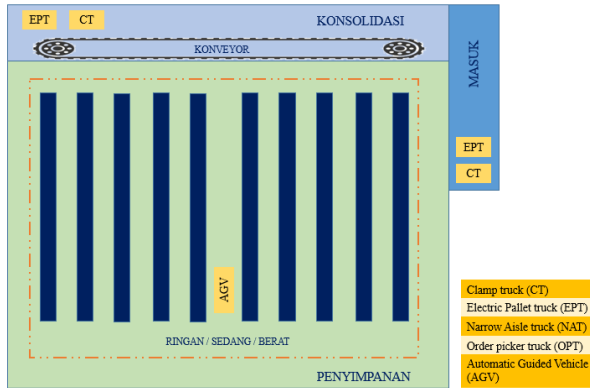 EPT
CT
KONSOLIDASI
KONVEYOR
MASUK
EPT
CT
AGV
RINGAN / SEDANG / BERAT
PENYIMPANAN
Clamp truck (CT)
Electric Pallet truck (EPT)
Narrow Aisle truck (NAT)
Order picker truck (OPT)
Automatic Guided Vehicle
(AGV)